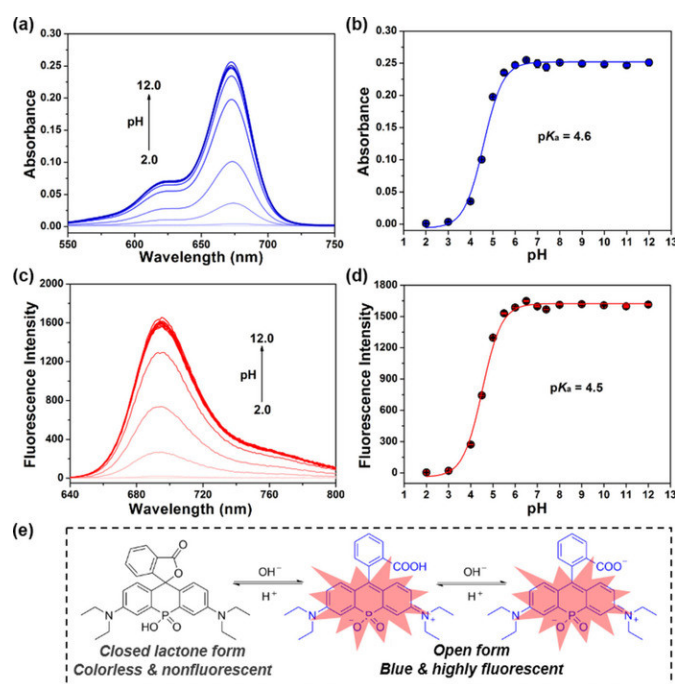 (a)
0.30
0.25
0.20
0.15
0.10
0.05
0.00
Absorbance
12.0
pH
2.0
550
600
650
700
750
Wavelength (nm)
(b)
0.30
0.25
0.20
0.15
0.10
0.05
0.00
Absorbance
pKa = 4.6
1 2 3 4 5 6 7 8 9 10 11 12 13
pH
(c)
2000
1600
1200
800
400
0
Fluorescence Intensity
12.0
pH
2.0
640
680
720
760
800
Wavelength (nm)
(d)
1800
1500
1200
900
600
300
0
Fluorescence Intensity
pKa = 4.5
1 2 3 4 5 6 7 8 9 10 11 12 13
pH
(e)
O
O
N
P
HO
O
N
Closed lactone form
Colorless & nonfluorescent
OH⁻
H⁺
COOH
N
P
⁻O
O
N⁺
OH⁻
H⁺
COO⁻
N
P
⁻O
O
N⁺
Open form
Blue & highly fluorescent